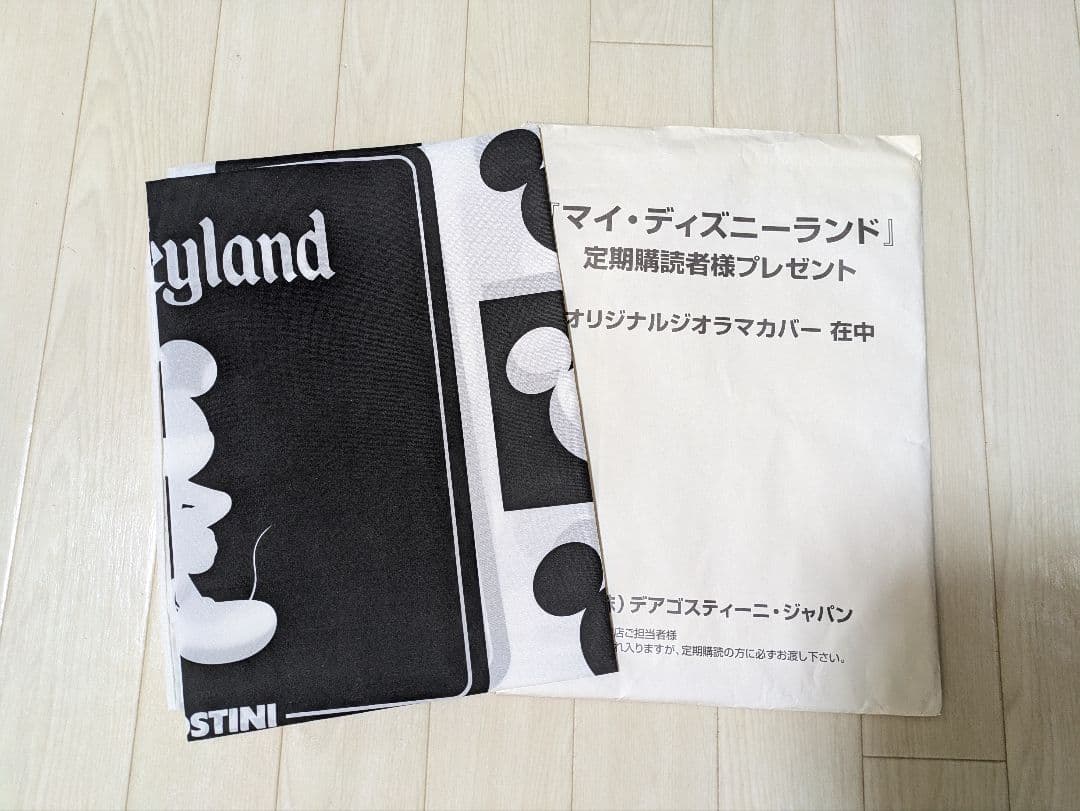 eyland
OSTINI
『マイ・ディズニーランド』
定期購読者様プレゼント
オリジナルジオラマカバー 在中
株）デアゴスティーニ・ジャパン
店ご担当者様
れ入りますが、定期購読の方に必ずお渡し下さい。